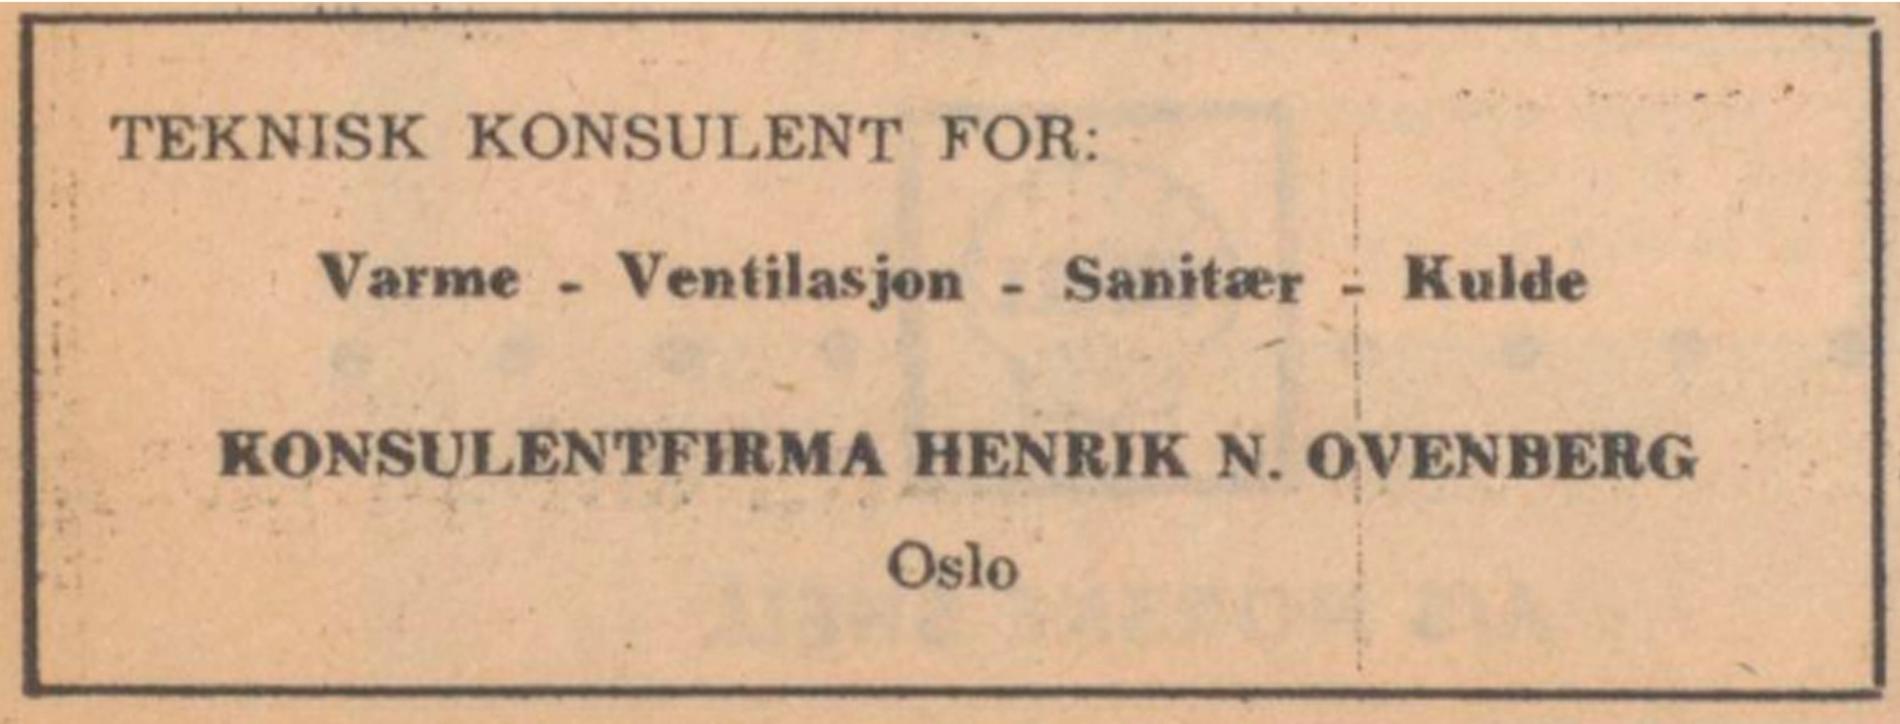 TEKNISK KONSULENT FOR:
Varme - Ventilasjon - Sanitær - Kulde
KONSULENTFIRMA HENRIK N. OVENBERG
Oslo